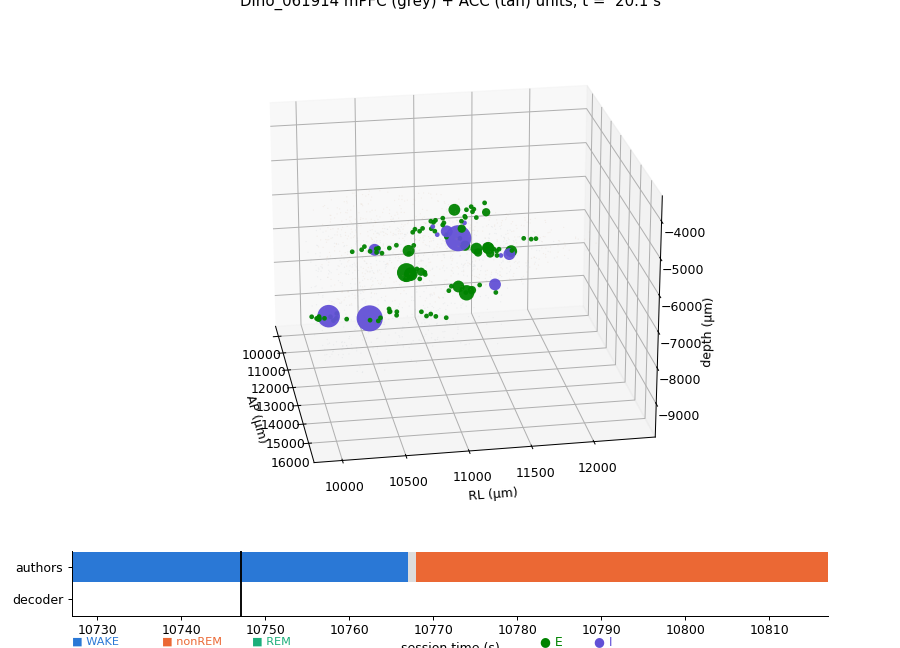 Dino_061914 mPFC (grey) + ACC (tan) units, t = 20.1 s
−4000
−5000
−6000
−7000
−8000
−9000
depth (μm)
10000
11000
12000
13000
14000
15000
16000
AP (μm)
10000
10500
11000
11500
12000
RL (μm)
authors
decoder
10730
10740
10750
10760
10770
10780
10790
10800
10810
session time (s)
WAKE
nonREM
REM
E
I